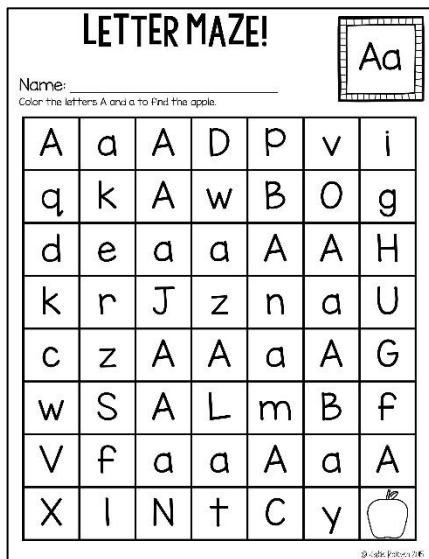 LETTER MAZE!
Aa
Name:
Color the letters A and a to find the apple.
A a A D P v i
q k A w B O g
d e a a A A H
k r J z n a U
c z A A a A G
w S A L m B f
V f a a A a A
X l N t C y